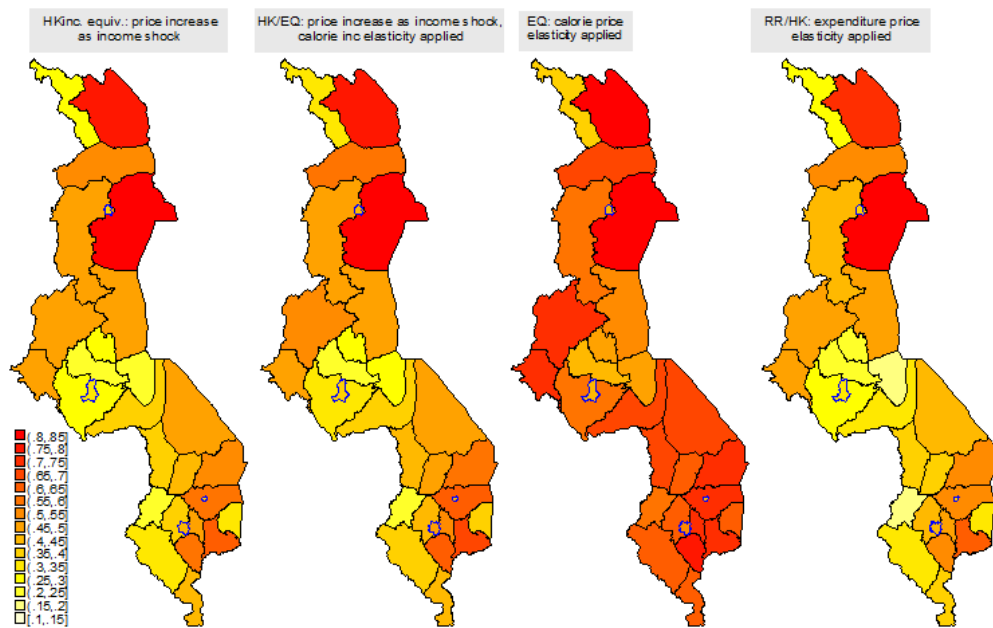 HKinc. equiv.: price increase
as income shock
HK/EQ: price increase as income shock,
calorie inc elasticity applied
EQ: calorie price
elasticity applied
RR/HK: expenditure price
elasticity applied
(.8,.85]
(.75,.8]
(.7,.75]
(.65,.7]
(.6,.65]
(.55,.6]
(.5,.55]
(.45,.5]
(.4,.45]
(.35,.4]
(.3,.35]
(.25,.3]
(.2,.25]
(.15,.2]
[.1,.15]